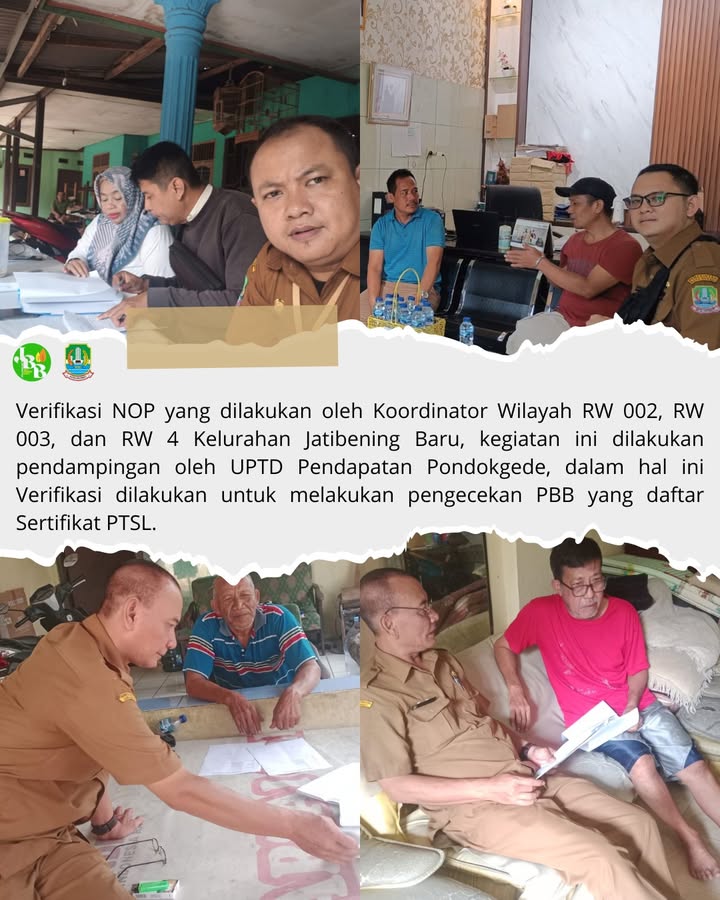 JBB
Verifikasi NOP yang dilakukan oleh Koordinator Wilayah RW 002, RW
003, dan RW 4 Kelurahan Jatibening Baru, kegiatan ini dilakukan
pendampingan oleh UPTD Pendapatan Pondokgede, dalam hal ini
Verifikasi dilakukan untuk melakukan pengecekan PBB yang daftar
Sertifikat PTSL.